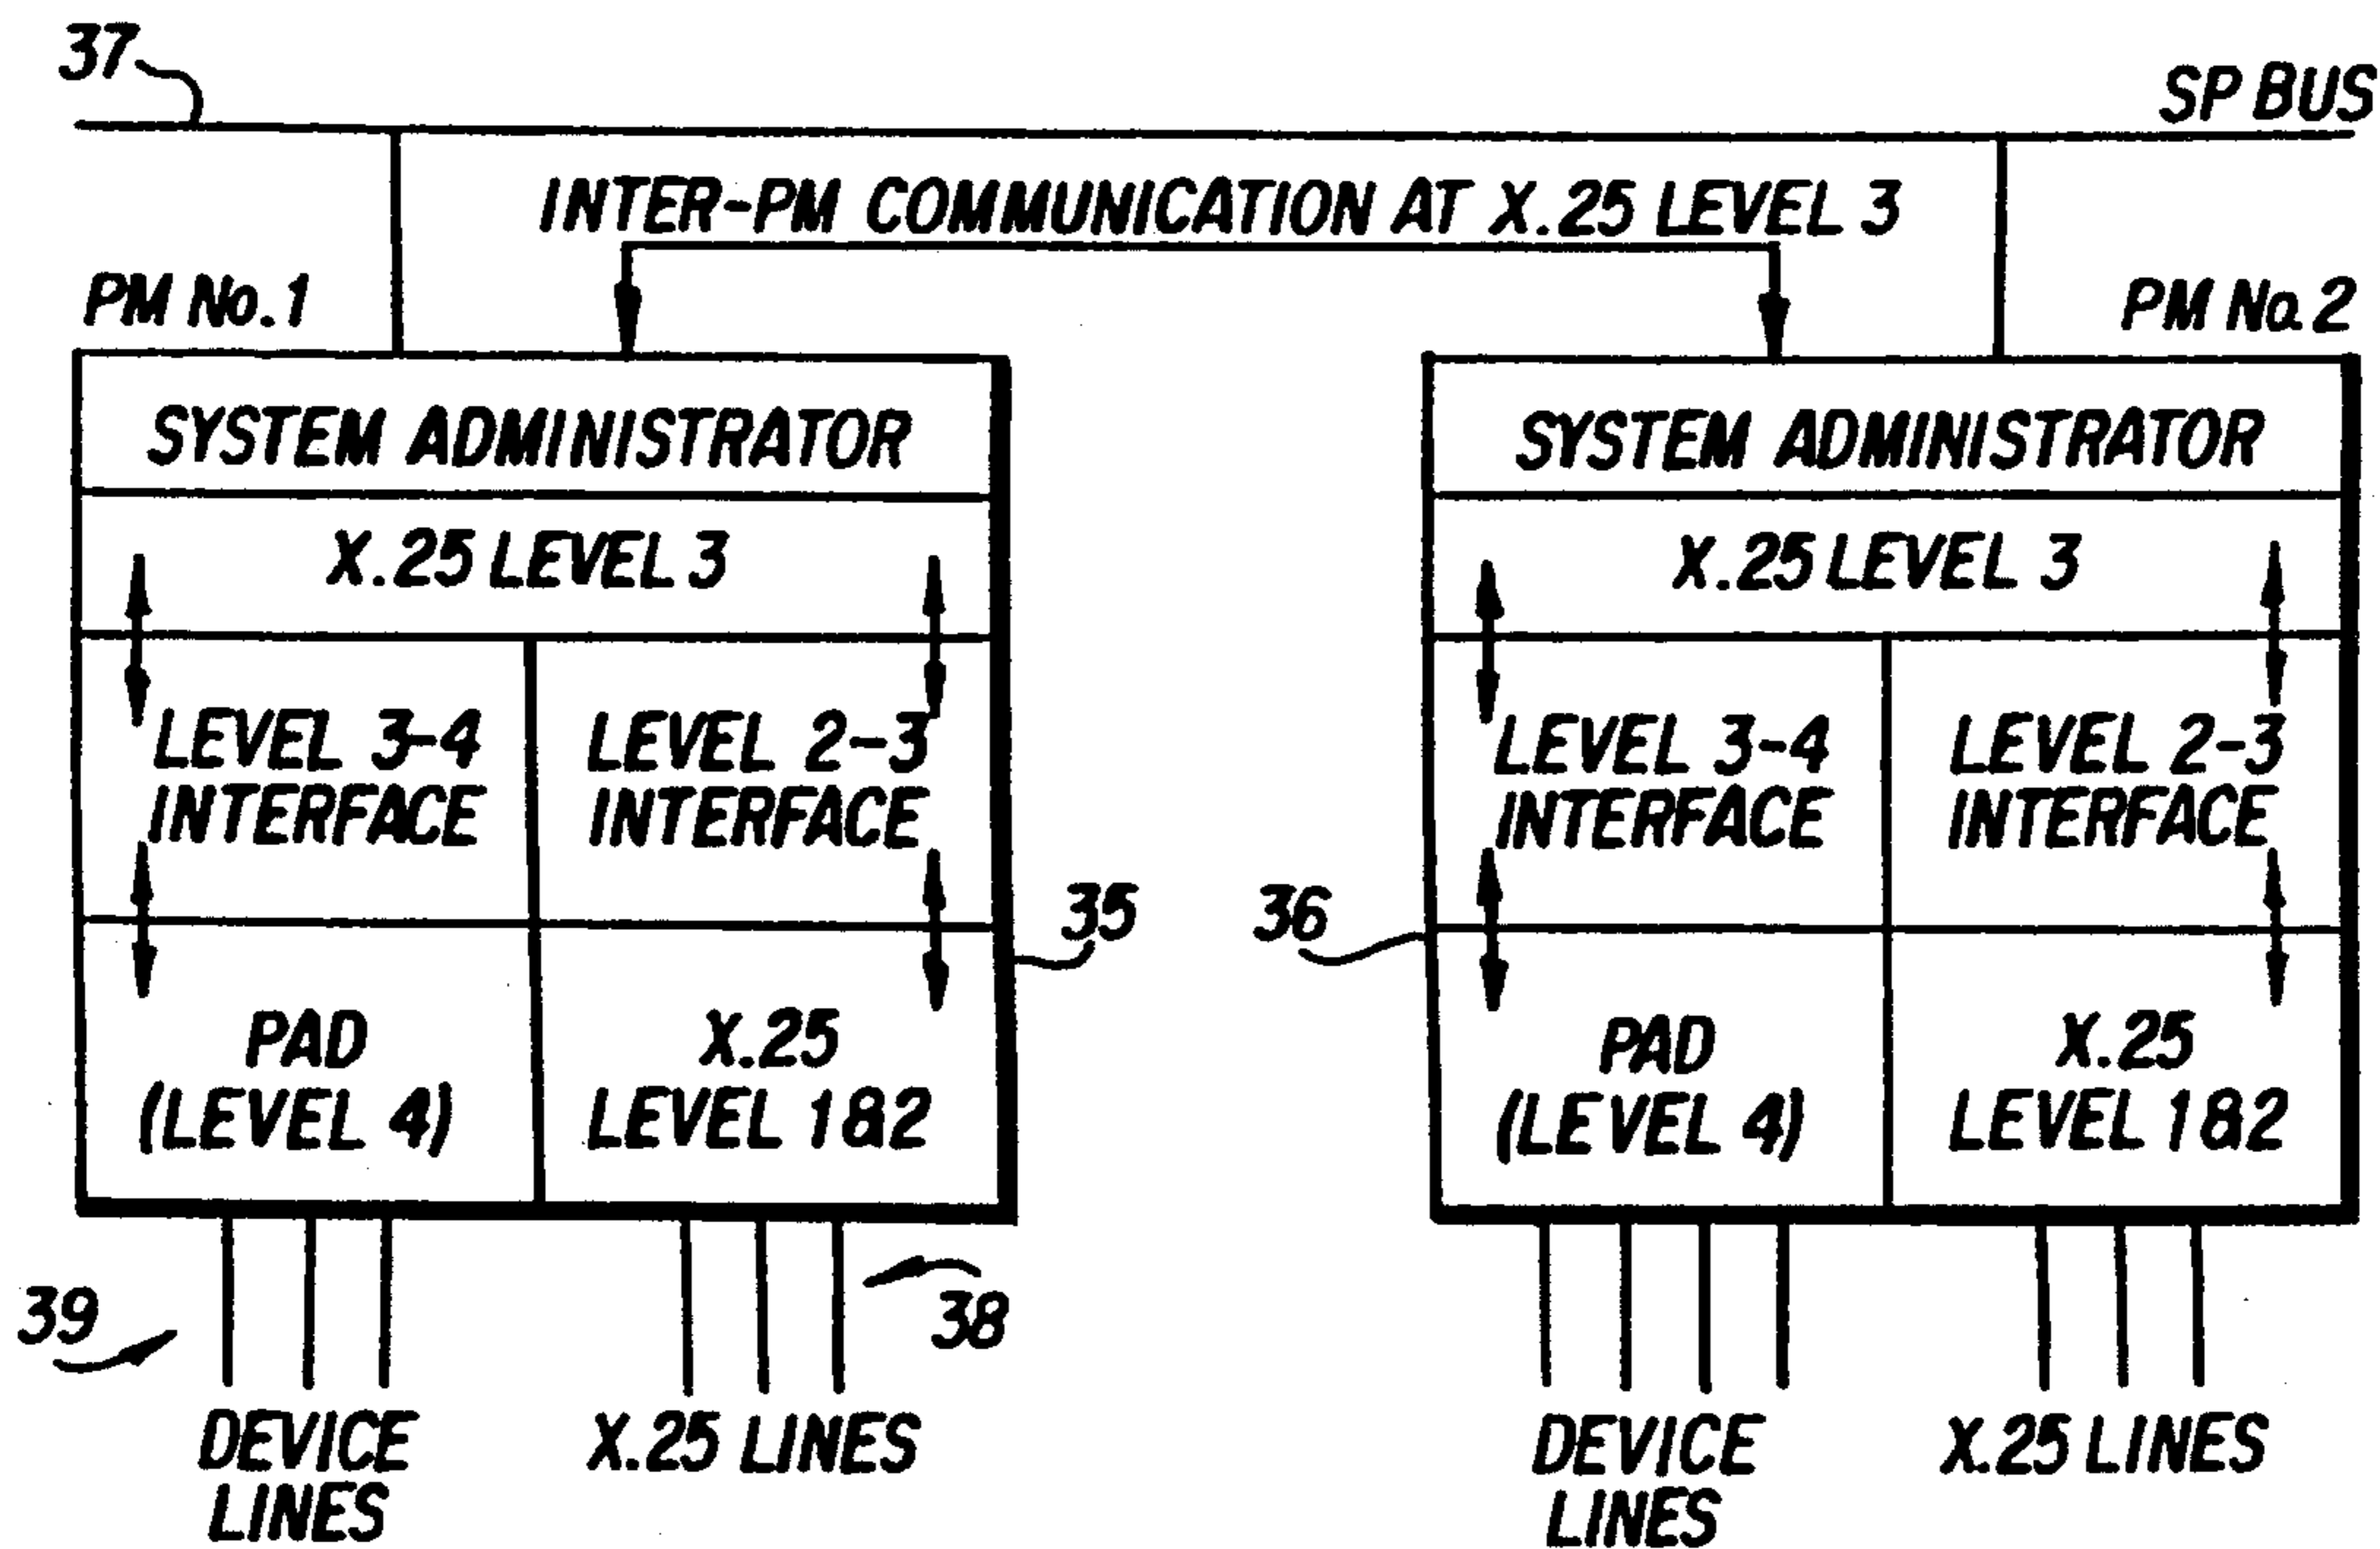 37
SP BUS
INTER-PM COMMUNICATION AT X.25 LEVEL 3
PM No. 1
PM No. 2
SYSTEM ADMINISTRATOR
X.25 LEVEL 3
LEVEL 3-4
INTERFACE
LEVEL 2-3
INTERFACE
PAD
(LEVEL 4)
X.25
LEVEL 1&2
35
36
SYSTEM ADMINISTRATOR
X.25 LEVEL 3
LEVEL 3-4
INTERFACE
LEVEL 2-3
INTERFACE
PAD
(LEVEL 4)
X.25
LEVEL 1&2
39
38
DEVICE
LINES
X.25 LINES
DEVICE
LINES
X.25 LINES